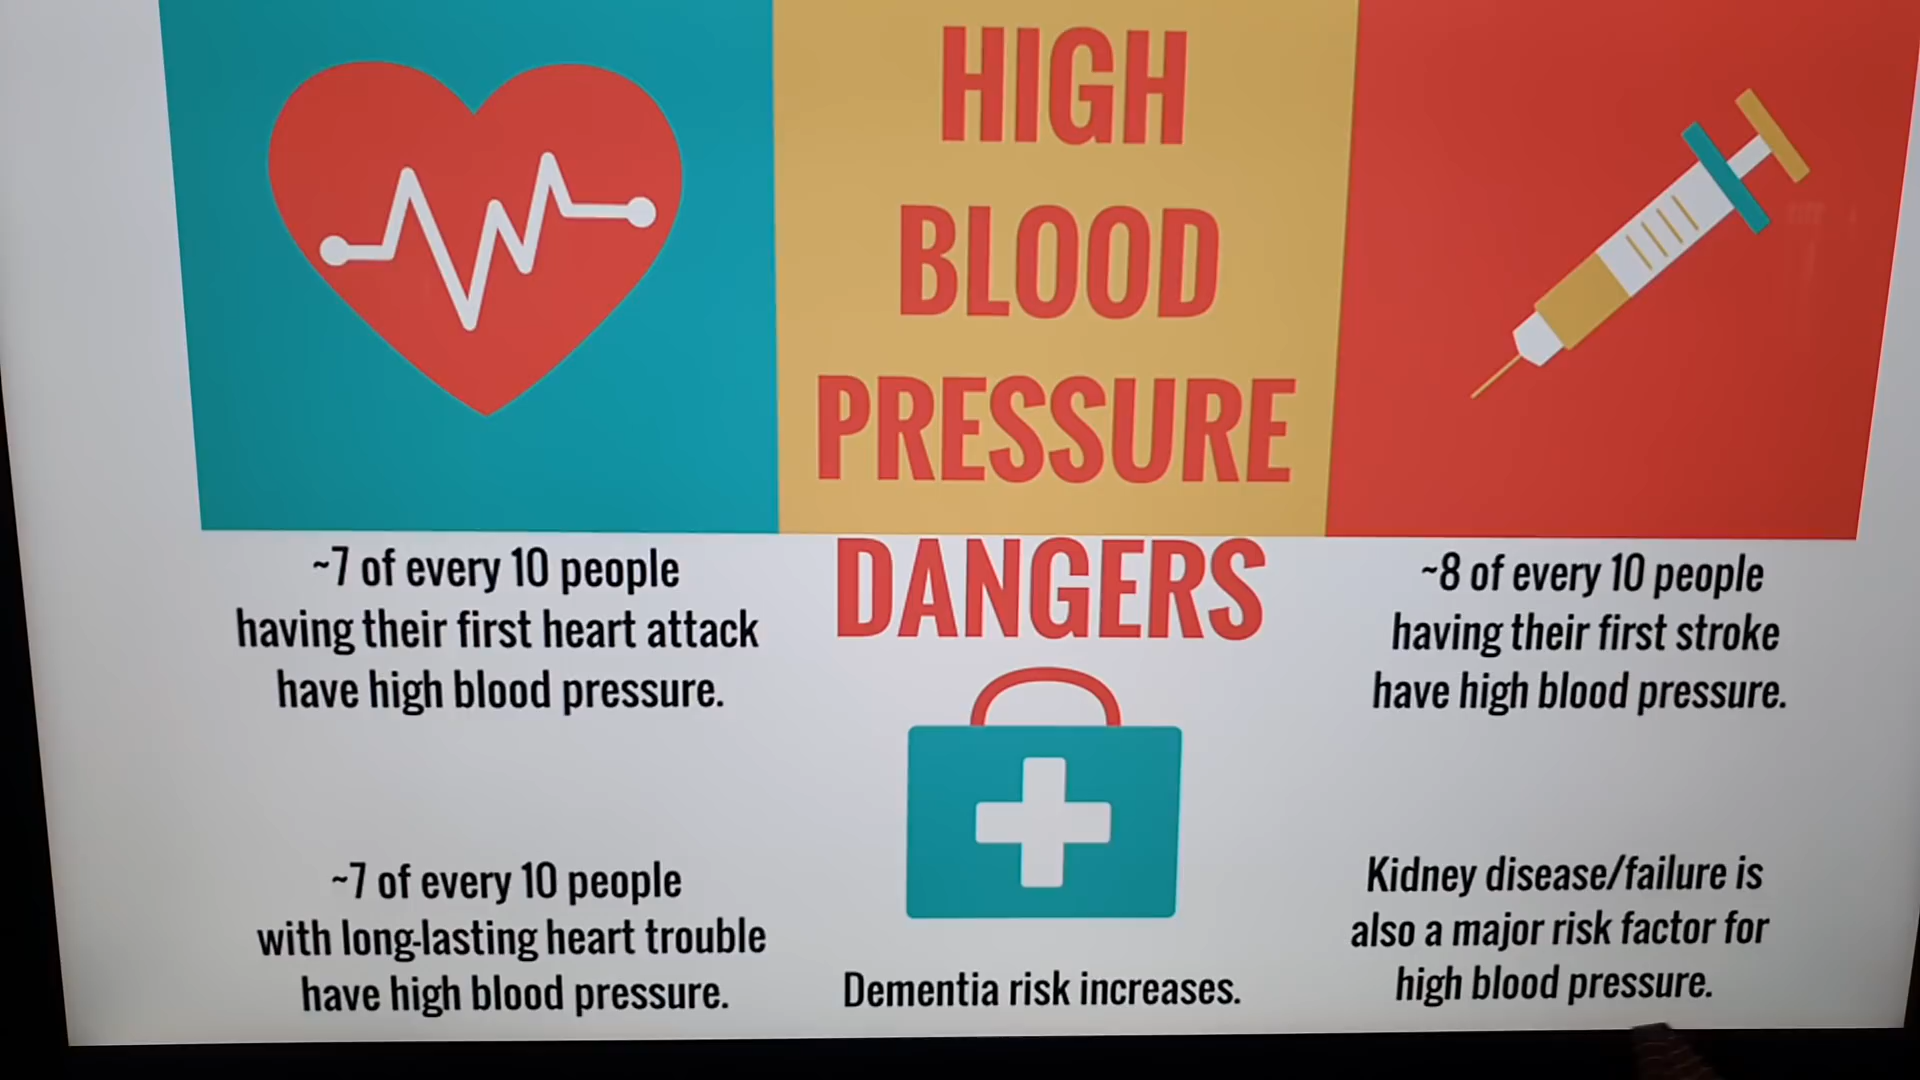 HIGH
BLOOD
PRESSURE
DANGERS
~7 of every 10 people
having their first heart attack
have high blood pressure.
~8 of every 10 people
having their first stroke
have high blood pressure.
~7 of every 10 people
with long-lasting heart trouble
have high blood pressure.
Dementia risk increases.
Kidney disease/failure is
also a major risk factor for
high blood pressure.